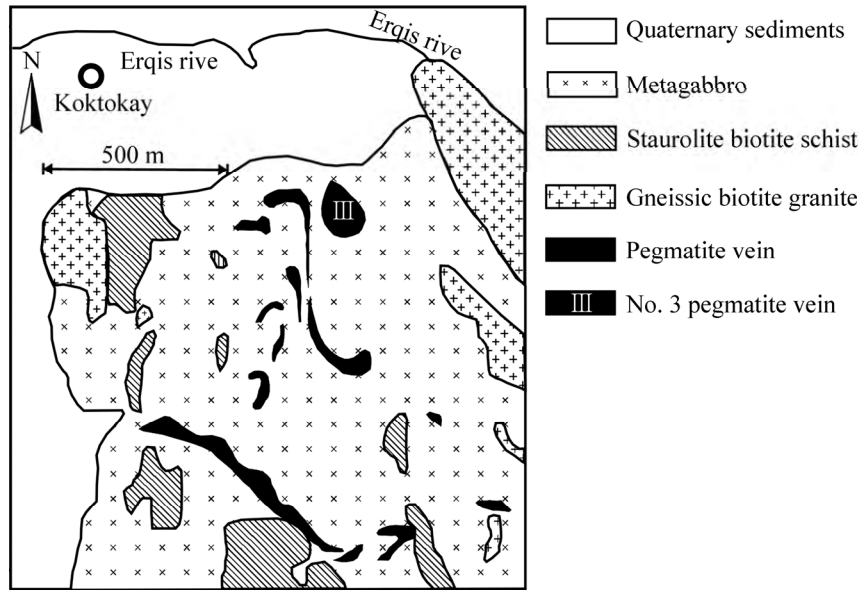 Erqis rive
N
Erqis rive
Koktokay
500 m
III
Quaternary sediments
Metagabbro
Staurolite biotite schist
Gneissic biotite granite
Pegmatite vein
III
No. 3 pegmatite vein